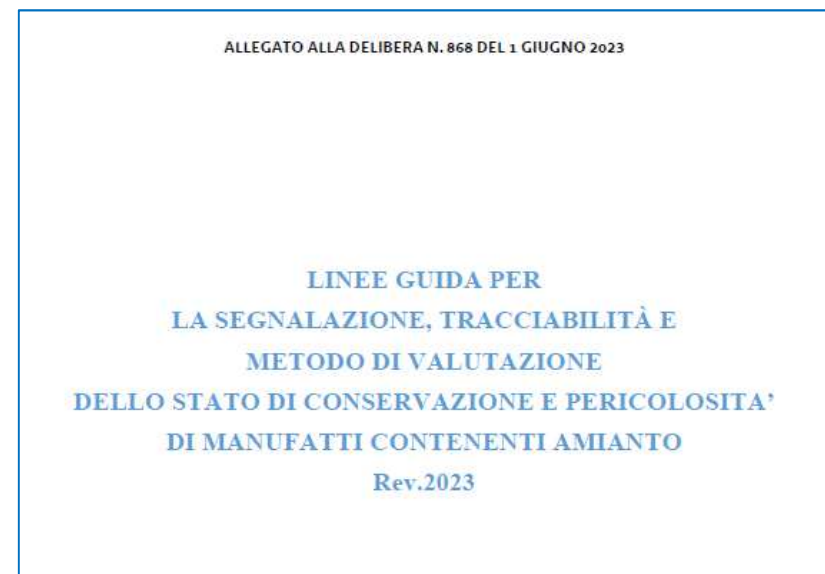 ALLEGATO ALLA DELIBERA N. 868 DEL 1 GIUGNO 2023
LINEE GUIDA PER
LA SEGNALAZIONE, TRACCIABILITÀ E
METODO DI VALUTAZIONE
DELLO STATO DI CONSERVAZIONE E PERICOLOSITA'
DI MANUFATTI CONTENENTI AMIANTO
Rev.2023